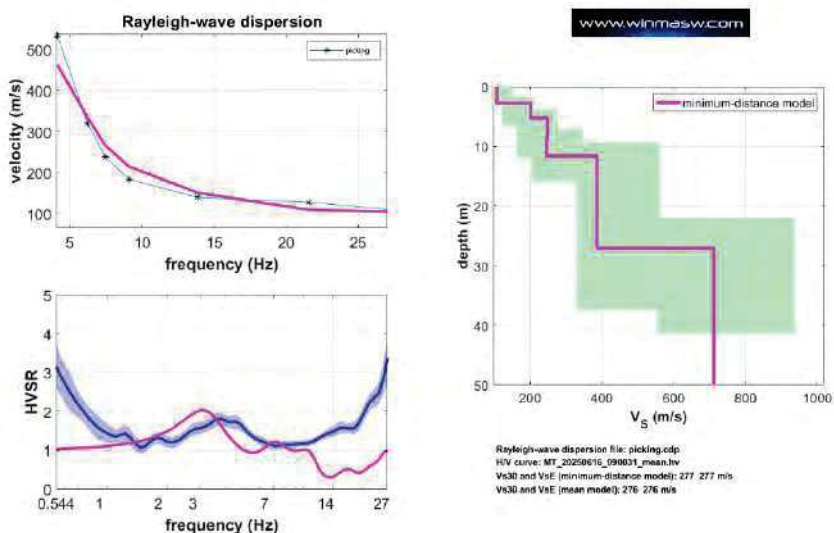 Rayleigh-wave dispersion
www.winmasw.com
picking
500
400
300
200
100
velocity (m/s)
5
10
15
20
25
frequency (Hz)
5
4
3
2
1
0
HVSR
0.544
1
2
3
7
14
27
frequency (Hz)
minimum-distance model
0
10
20
30
40
50
depth (m)
200
400
600
800
1000
VS (m/s)
Rayleigh-wave dispersion file: picking.cdp
H/V curve: MT_20250616_090031_mean.hv
Vs30 and VsE (minimum-distance model): 277 277 m/s
Vs30 and VsE (mean model): 276 276 m/s